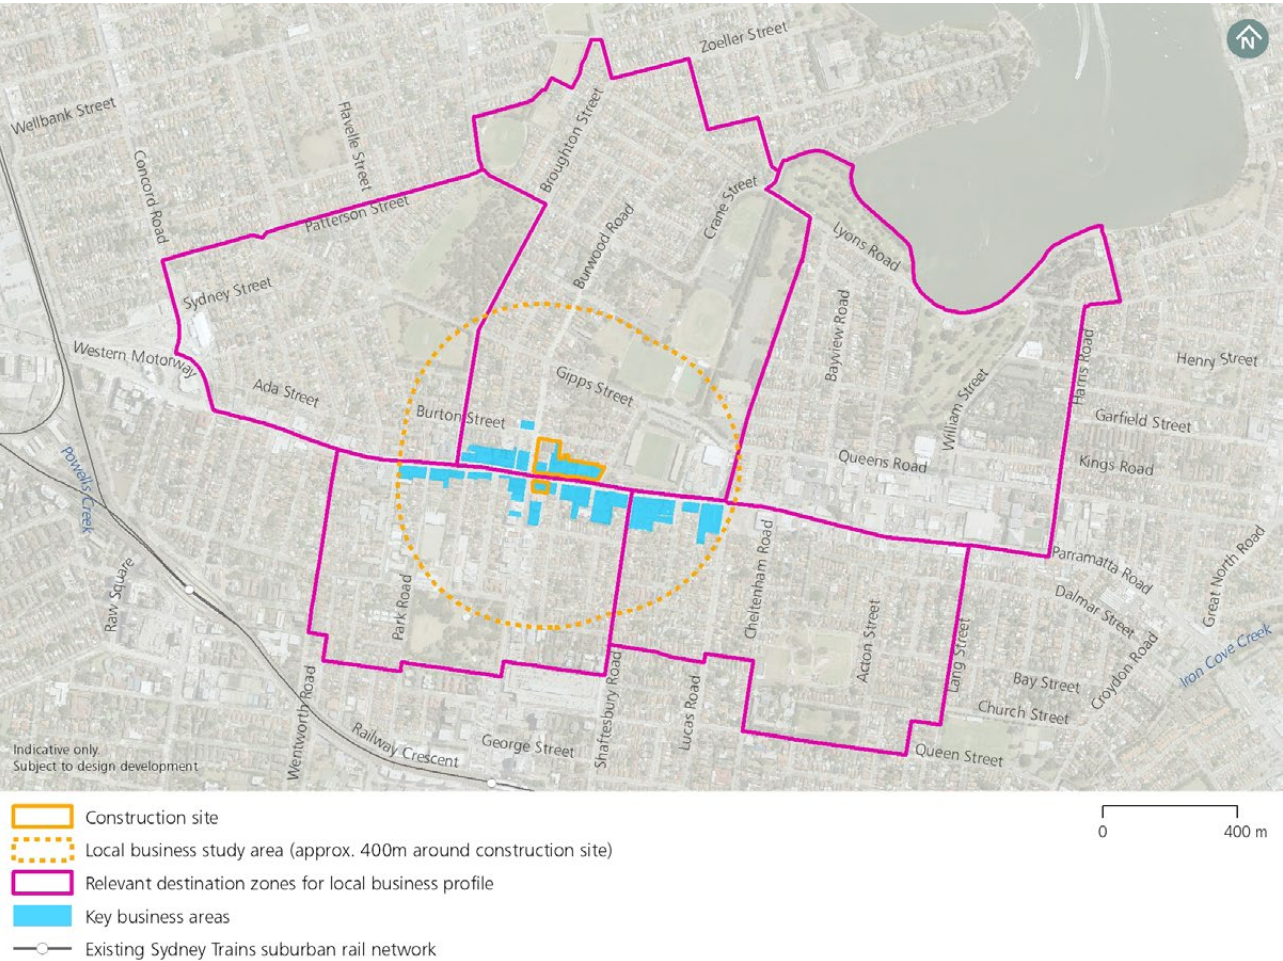 Zoeller Street
N
Wellbank Street
Flavelle Street
Broughton Street
Concord Road
Crane Street
Patterson Street
Burwood Road
Lyons Road
Sydney Street
Bayview Road
Western Motorway
Harris Road
Henry Street
Ada Street
Gipps Street
William Street
Burton Street
Garfield Street
Queens Road
Kings Road
Powells Creek
Cheltenham Road
Parramatta Road
Great North Road
Raw Square
Park Road
Dalmar Street
Acton Street
Lang Street
Croydon Road
Iron Cove Creek
Wentworth Road
Shaftesbury Road
Lucas Road
Bay Street
Church Street
Railway Crescent
George Street
Queen Street
Indicative only.
Subject to design development
Construction site
Local business study area (approx. 400m around construction site)
Relevant destination zones for local business profile
Key business areas
Existing Sydney Trains suburban rail network
0 400 m